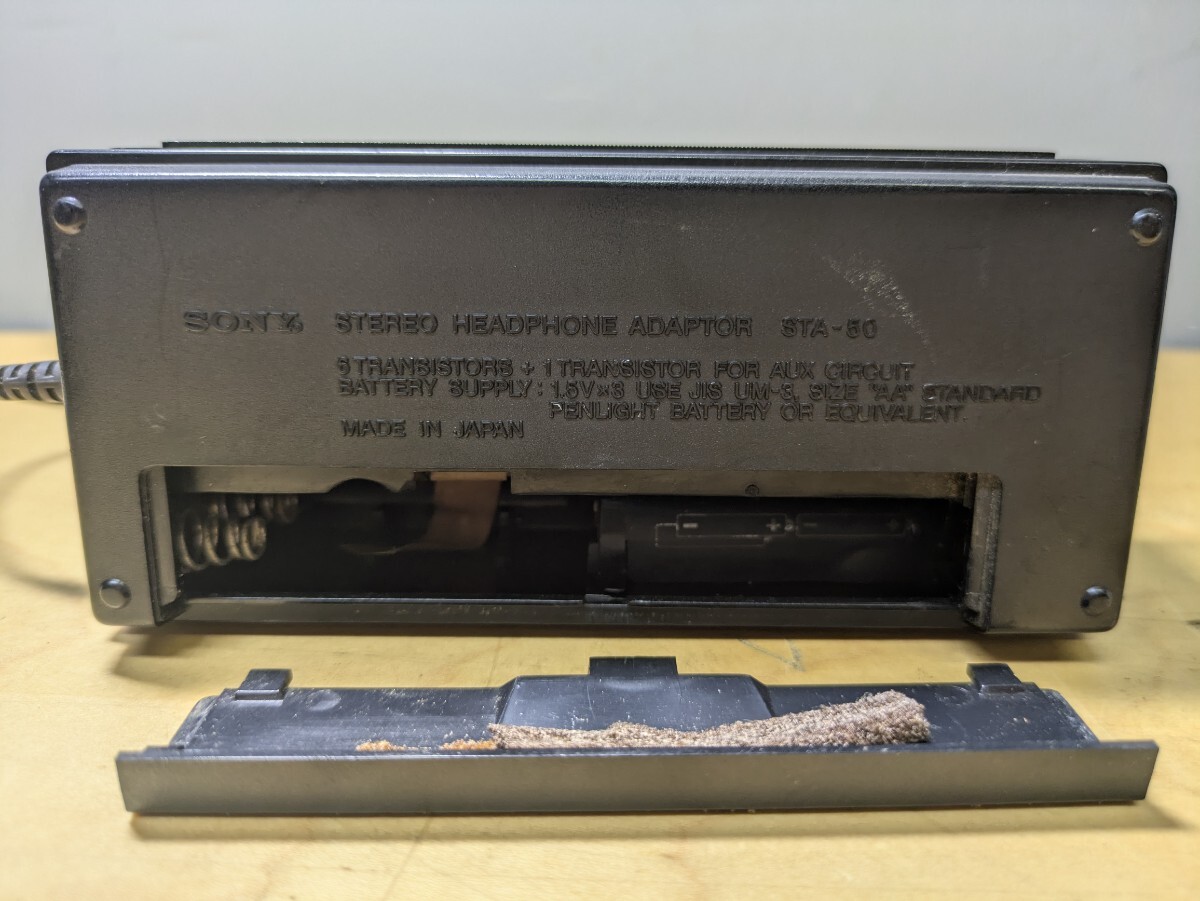 SONY STEREO HEADPHONE ADAPTOR STA-50
5 TRANSISTORS + 1 TRANSISTOR FOR AUX CIRCUIT
BATTERY SUPPLY: 1.5V×3 USE JIS UM-3, SIZE "AA" STANDARD
PENLIGHT BATTERY OR EQUIVALENT.
MADE IN JAPAN